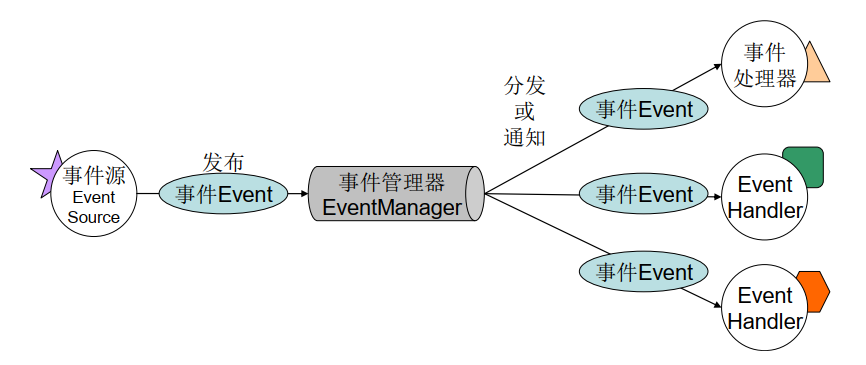 事件源
Event
Source
发布
事件Event
事件管理器
EventManager
分发
或
通知
事件Event
事件
处理器
事件Event
Event
Handler
事件Event
Event
Handler